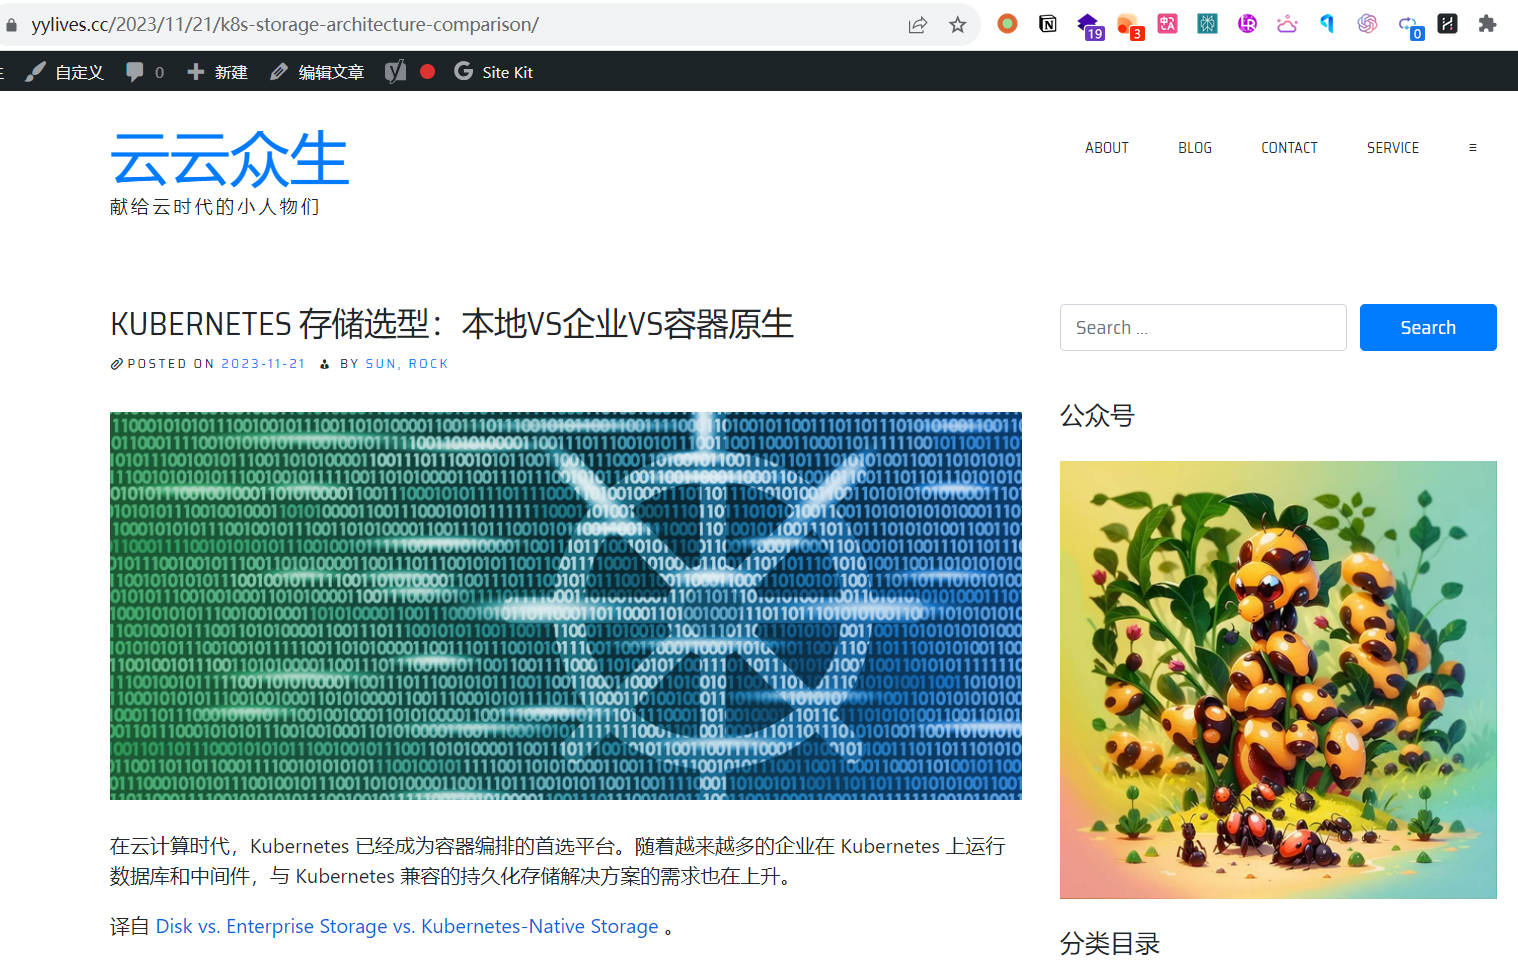 yylives.cc/2023/11/21/k8s-storage-architecture-comparison/
19
3
0
自定义
0
新建
编辑文章
Site Kit
云云众生
献给云时代的小人物们
ABOUT
BLOG
CONTACT
SERVICE
KUBERNETES 存储选型：本地VS企业VS容器原生
POSTED ON 2023-11-21 BY SUN, ROCK
Search ...
Search
公众号
在云计算时代，Kubernetes 已经成为容器编排的首选平台。随着越来越多的企业在 Kubernetes 上运行
数据库和中间件，与 Kubernetes 兼容的持久化存储解决方案的需求也在上升。
译自 Disk vs. Enterprise Storage vs. Kubernetes-Native Storage 。
分类目录